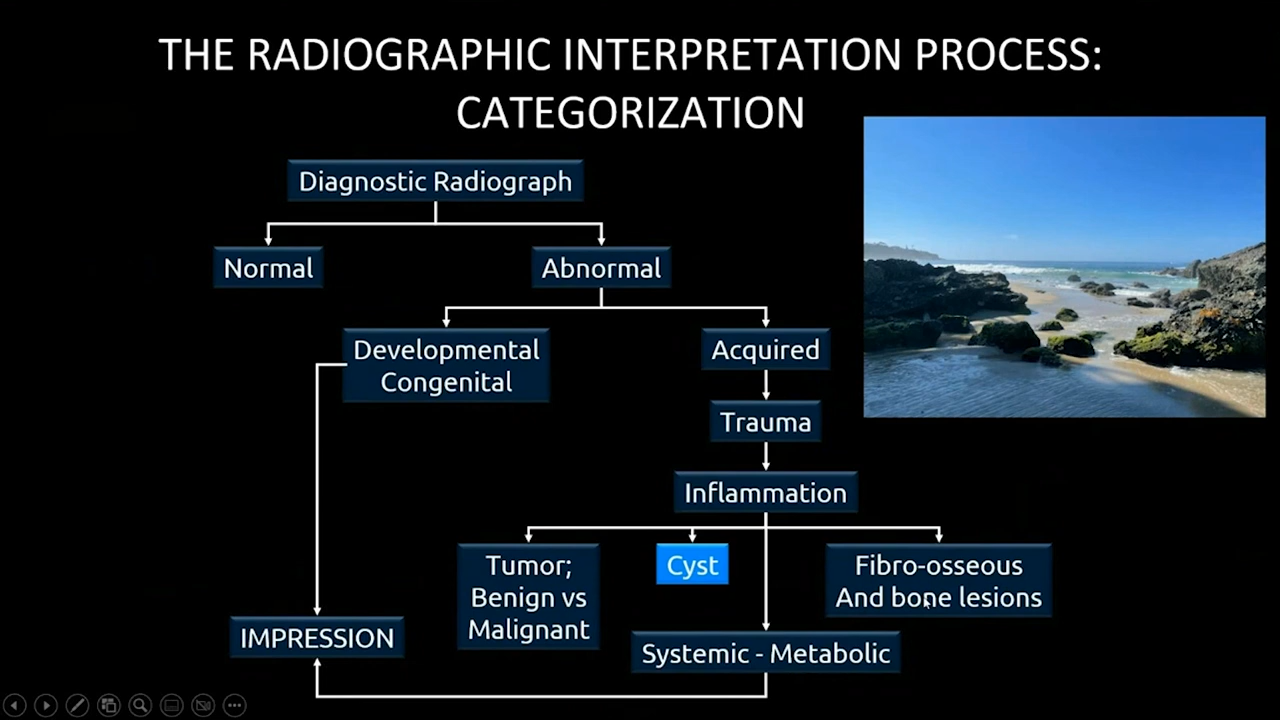 THE RADIOGRAPHIC INTERPRETATION PROCESS:
CATEGORIZATION
Diagnostic Radiograph
Normal
Abnormal
Developmental
Congenital
Acquired
Trauma
Inflammation
Tumor;
Benign vs
Malignant
Cyst
Fibro-osseous
And bone lesions
IMPRESSION
Systemic - Metabolic